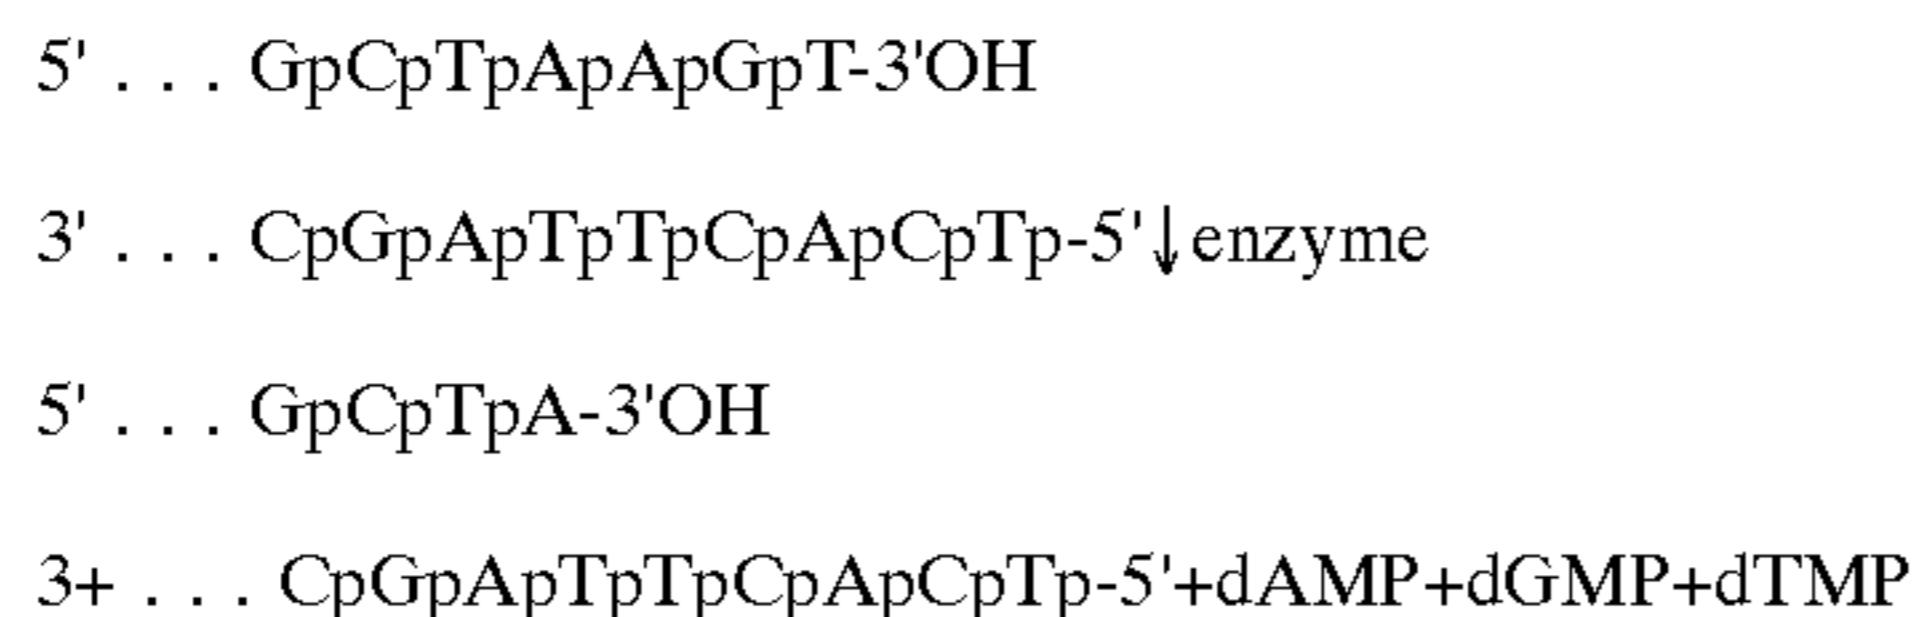 5' . . . GpCpTpApApGpT-3'OH
3' . . . CpGpApTpTpCpApCpTp-5'↓enzyme
5' . . . GpCpTpA-3'OH
3+ . . . CpGpApTpTpCpApCpTp-5'+dAMP+dGMP+dTMP